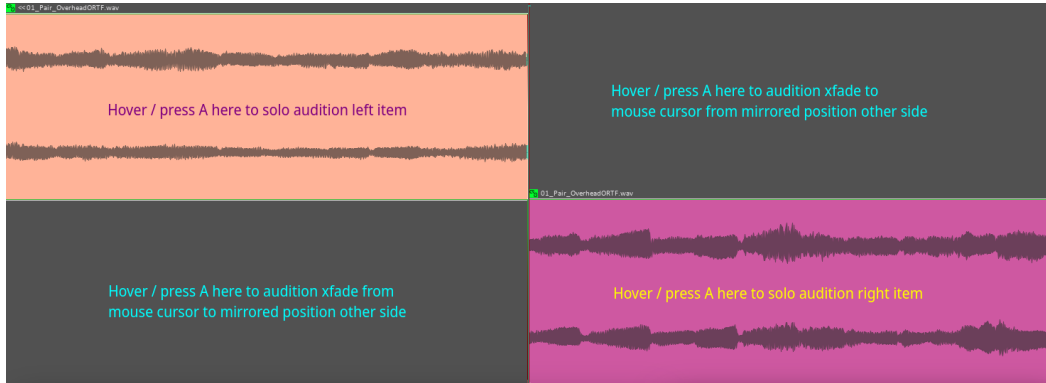 <<01_Pair_OverheadORTF.wav
Hover / press A here to solo audition left item
Hover / press A here to audition xfade to
mouse cursor from mirrored position other side
01_Pair_OverheadORTF.wav
Hover / press A here to audition xfade from
mouse cursor to mirrored position other side
Hover / press A here to solo audition right item